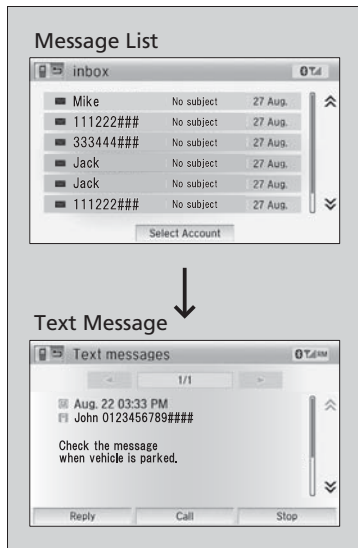 Message List
inbox
Mike No subject 27 Aug.
111222### No subject 27 Aug.
333444### No subject 27 Aug.
Jack No subject 27 Aug.
Jack No subject 27 Aug.
111222### No subject 27 Aug.
Select Account
Text Message
Text messages
1/1
Aug. 22 03:33 PM
John 0123456789####
Check the message
when vehicle is parked.
Reply Call Stop